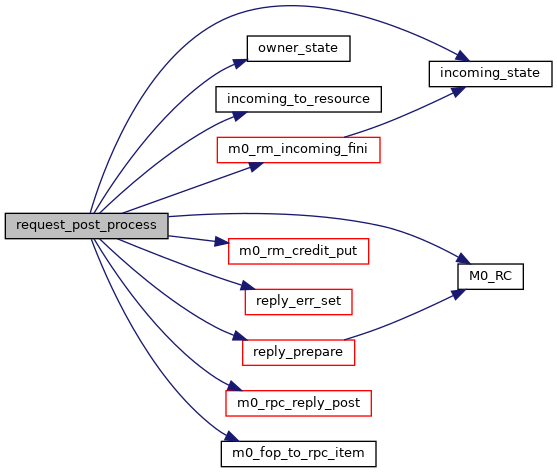 owner_state
incoming_state
incoming_to_resource
m0_rm_incoming_fini
request_post_process
m0_rm_credit_put
M0_RC
reply_err_set
reply_prepare
m0_rpc_reply_post
m0_fop_to_rpc_item